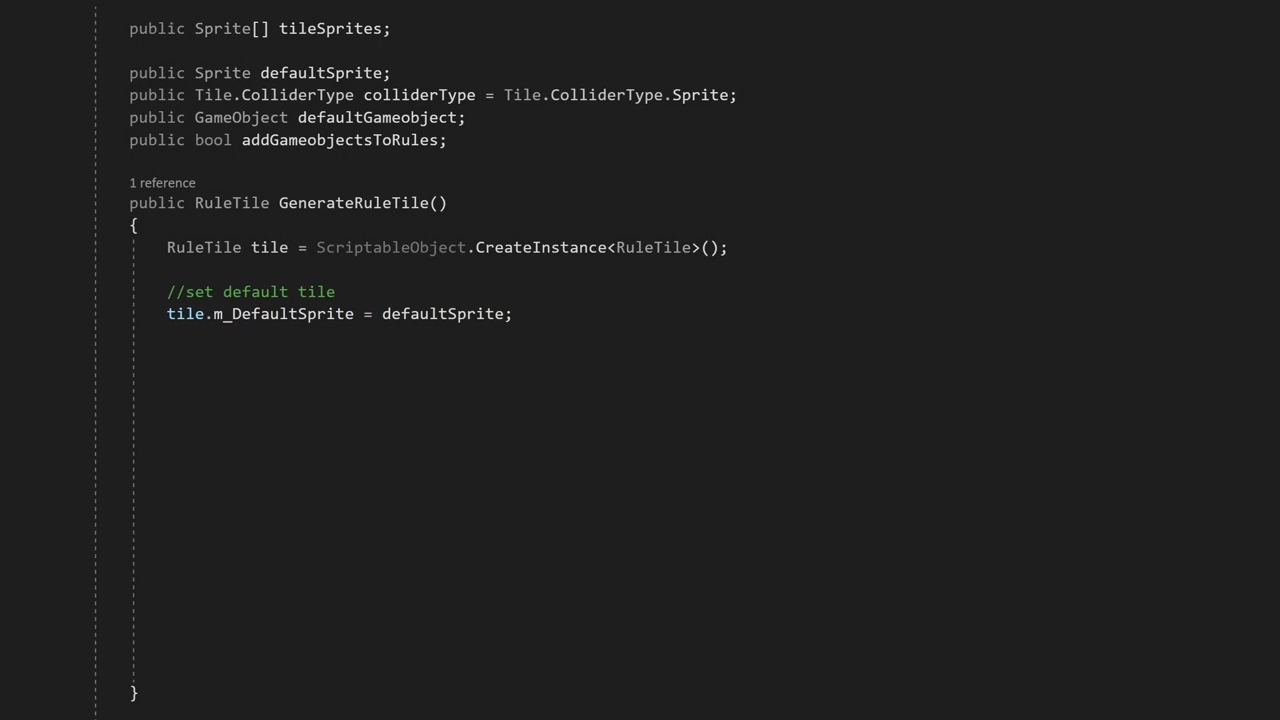 public Sprite[] tileSprites;
public Sprite defaultSprite;
public Tile.ColliderType colliderType = Tile.ColliderType.Sprite;
public GameObject defaultGameobject;
public bool addGameobjectsToRules;
1 reference
public RuleTile GenerateRuleTile()
{
RuleTile tile = ScriptableObject.CreateInstance<RuleTile>();
//set default tile
tile.m_DefaultSprite = defaultSprite;
}